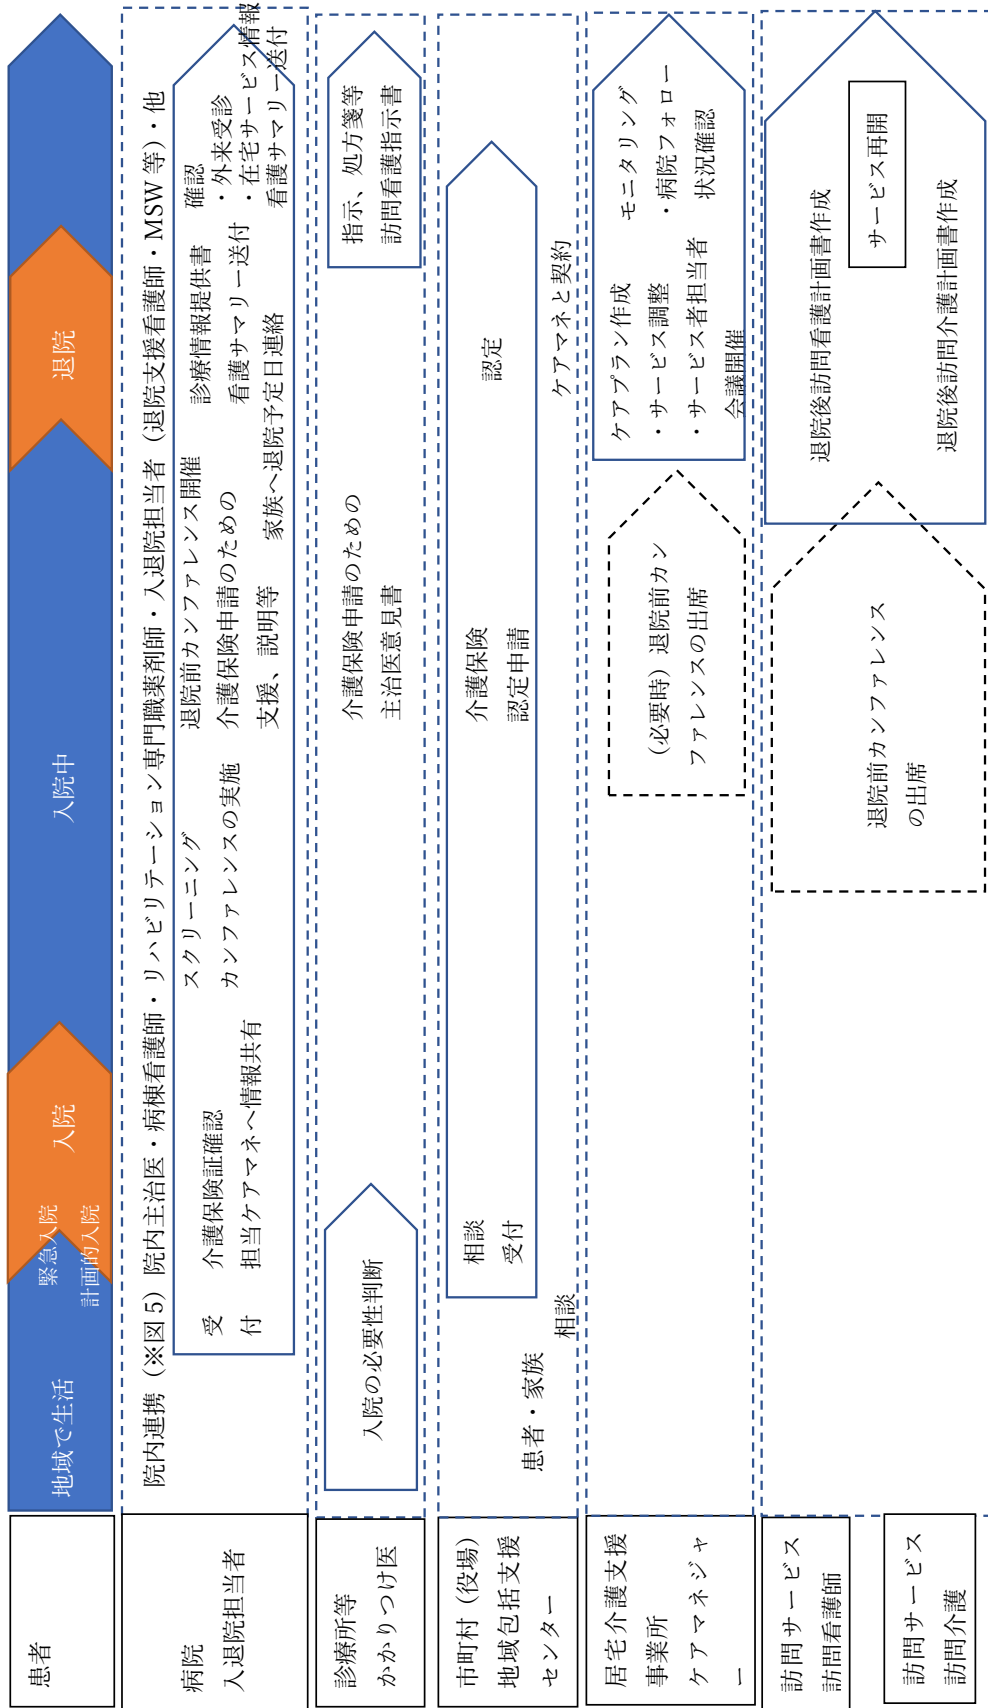 患者
地域で生活
緊急入院
計画的入院
入院
入院中
退院
病院
入退院担当者
院内連携（※図5）院内主治医・病棟看護師・リハビリテーション専門職薬剤師・入退院担当者（退院支援看護師・MSW等）・他
受
付
介護保険証確認
担当ケアマネへ情報共有
スクリーニング
カンファレンスの実施
退院前カンファレンス開催
介護保険申請のための
支援、説明等
家族へ退院予定日連絡
診療情報提供書
看護サマリー送付
確認
・外来受診
・在宅サービス情報
看護サマリー送付
診療所等
かかりつけ医
入院の必要性判断
介護保険申請のための
主治医意見書
指示、処方箋等
訪問看護指示書
市町村（役場）
地域包括支援
センター
患者・家族
相談
相談
受付
介護保険
認定申請
認定
ケアマネと契約
居宅介護支援
事業所
ケアマネジャ
ー
（必要時）退院前カン
ファレンスの出席
ケアプラン作成
・サービス調整
・サービス者担当者
会議開催
モニタリング
・病院フォロー
状況確認
訪問サービス
訪問看護師
訪問サービス
訪問介護
退院前カンファレンス
の出席
退院後訪問看護計画書作成
サービス再開
退院後訪問介護計画書作成